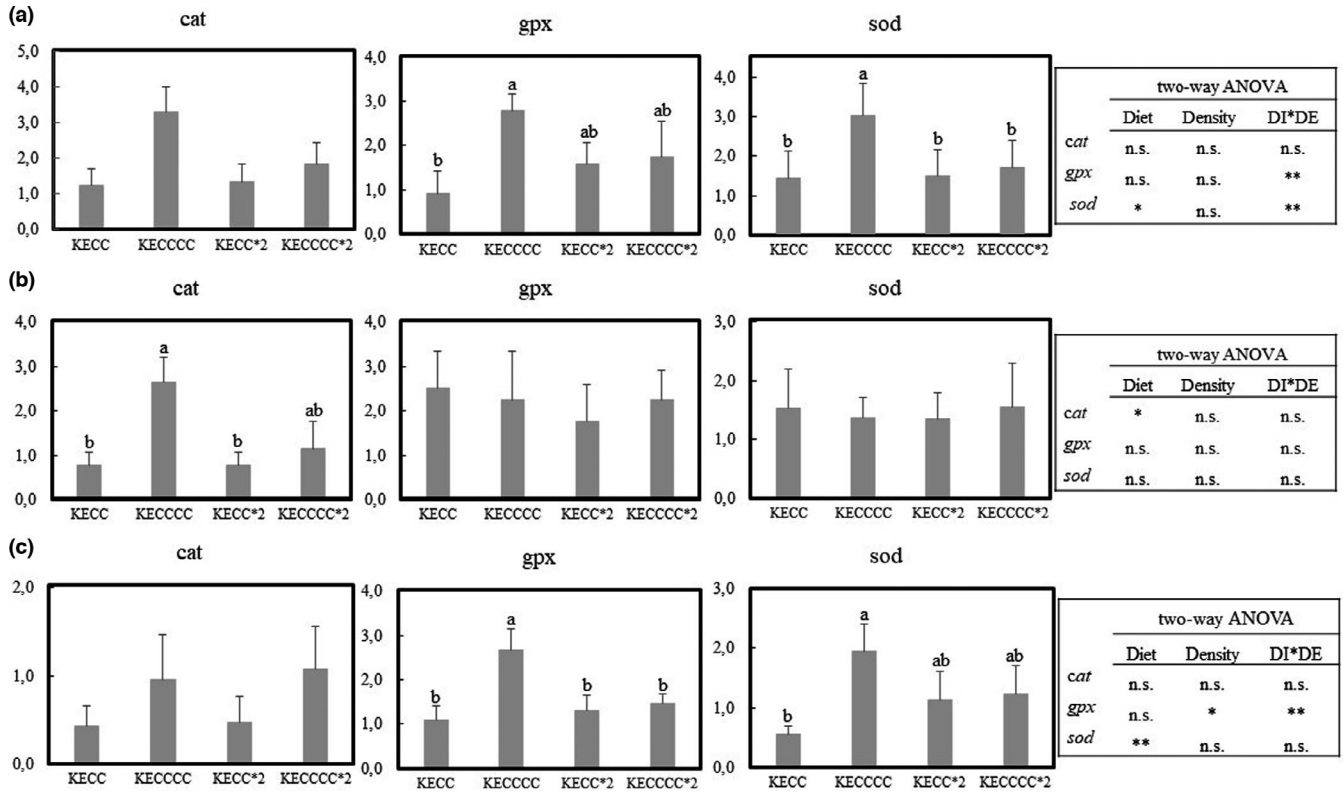 (a)
cat
5,0
4,0
3,0
2,0
1,0
0,0
KECC KECCCC KECC*2 KECCCC*2
gpx
4,0
3,0
2,0
1,0
0,0
b a ab ab
KECC KECCCC KECC*2 KECCCC*2
sod
4,0
3,0
2,0
1,0
0,0
b a b b
KECC KECCCC KECC*2 KECCCC*2
two-way ANOVA
Diet Density DI*DE
cat n.s. n.s. n.s.
gpx n.s. n.s. **
sod * n.s. **
(b)
cat
4,0
3,0
2,0
1,0
0,0
b a b ab
KECC KECCCC KECC*2 KECCCC*2
gpx
4,0
3,0
2,0
1,0
0,0
KECC KECCCC KECC*2 KECCCC*2
sod
3,0
2,0
1,0
0,0
KECC KECCCC KECC*2 KECCCC*2
two-way ANOVA
Diet Density DI*DE
cat * n.s. n.s.
gpx n.s. n.s. n.s.
sod n.s. n.s. n.s.
(c)
cat
2,0
1,0
0,0
KECC KECCCC KECC*2 KECCCC*2
gpx
4,0
3,0
2,0
1,0
0,0
b a b b
KECC KECCCC KECC*2 KECCCC*2
sod
3,0
2,0
1,0
0,0
b a ab ab
KECC KECCCC KECC*2 KECCCC*2
two-way ANOVA
Diet Density DI*DE
cat n.s. n.s. n.s.
gpx n.s. * **
sod ** n.s. n.s.